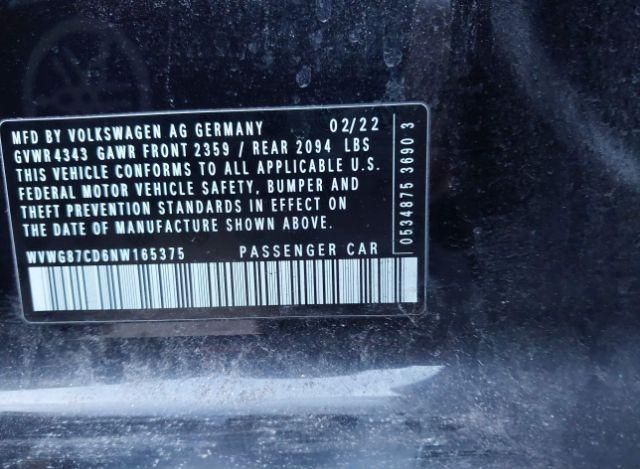 MFD BY VOLKSWAGEN AG GERMANY 02/22
GVWR 4343 GAWR FRONT 2359 / REAR 2094 LBS
THIS VEHICLE CONFORMS TO ALL APPLICABLE U.S.
FEDERAL MOTOR VEHICLE SAFETY, BUMPER AND
THEFT PREVENTION STANDARDS IN EFFECT ON
THE DATE OF MANUFACTURE SHOWN ABOVE.
WVWG87CD6NW165375 PASSENGER CAR
0534875 3690 3